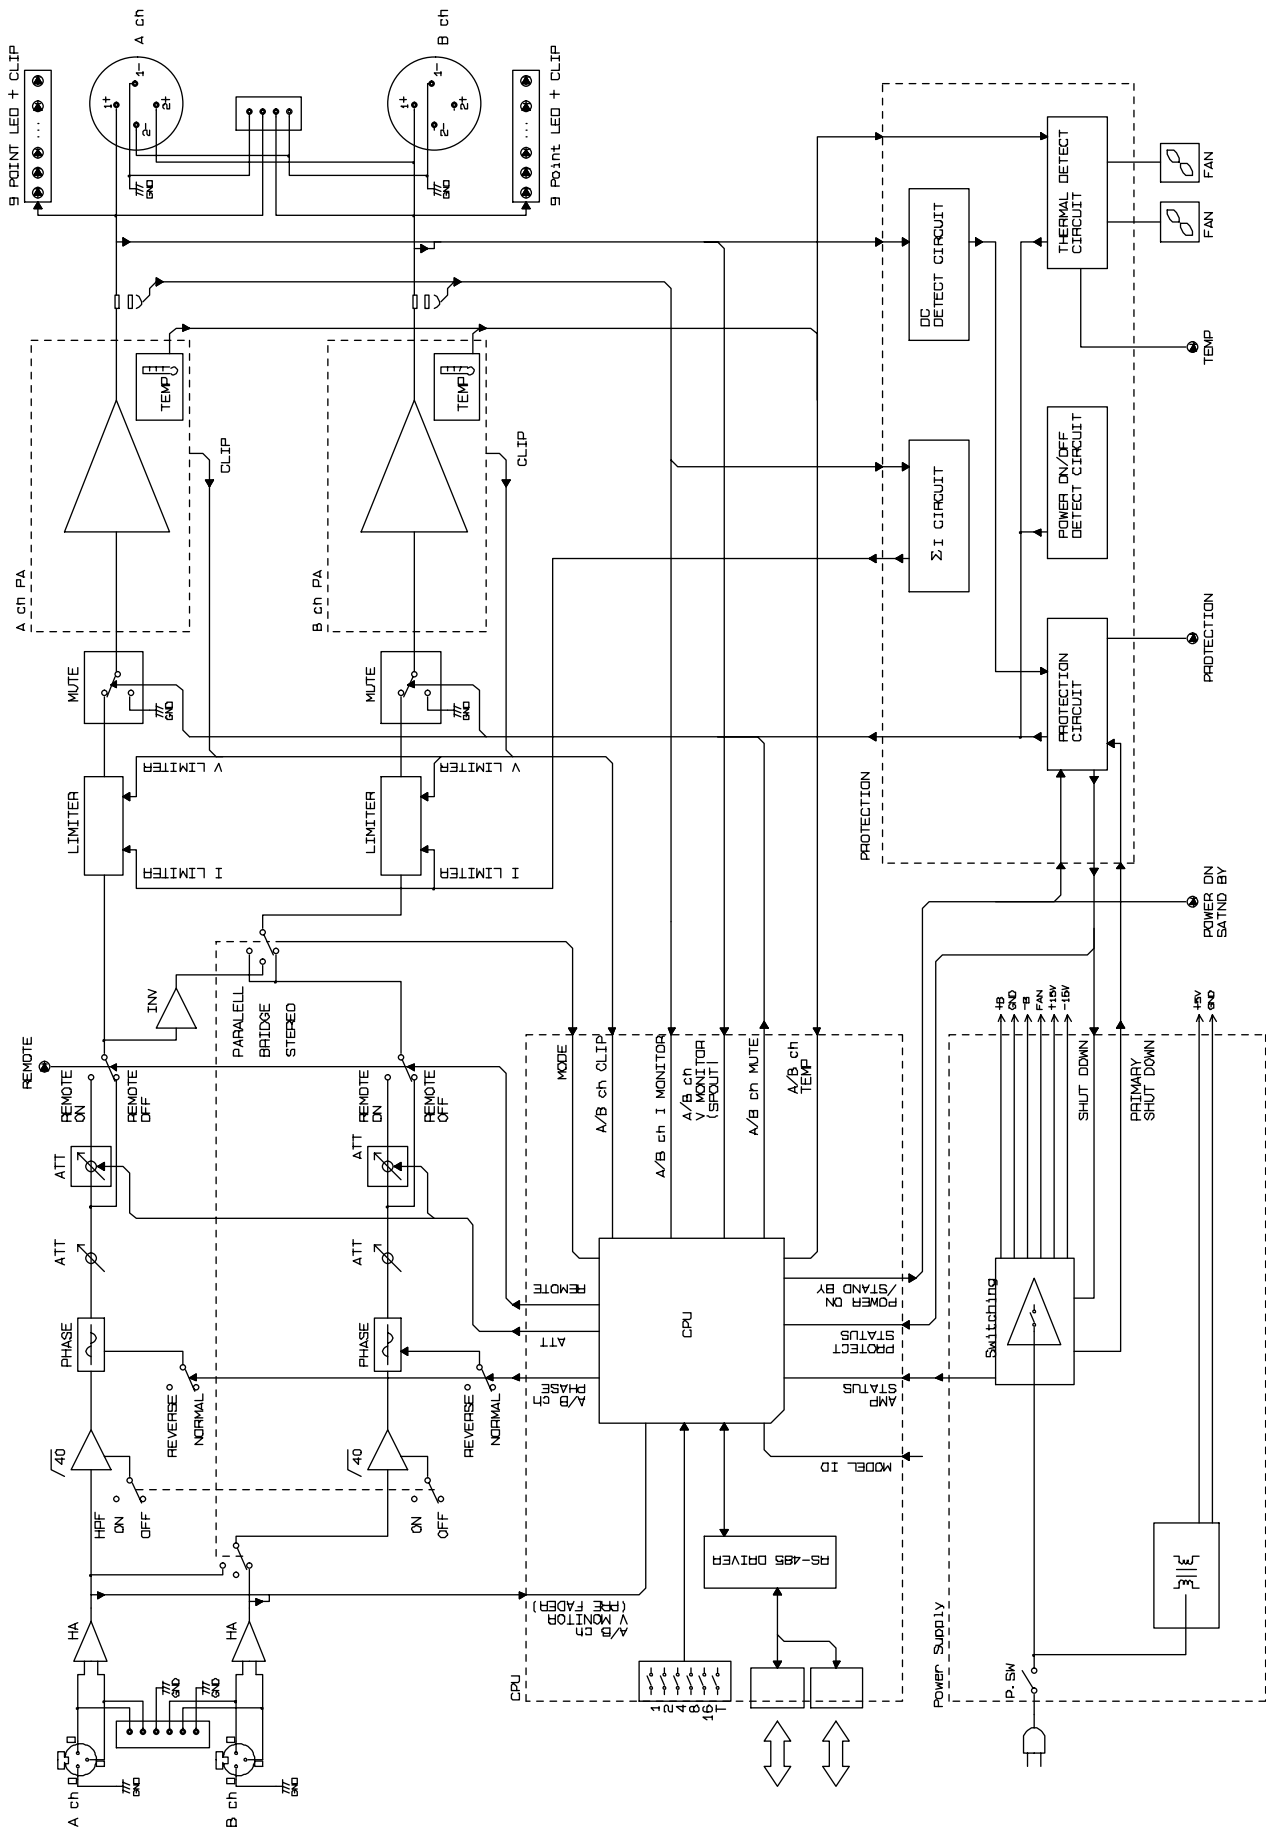 A ch
B ch
GND
GND
HA
HA
GND
GND
HPF
ON
OFF
ON
OFF
40
40
REVERSE
NORMAL
REVERSE
NORMAL
PHASE
PHASE
ATT
ATT
ATT
ATT
REMOTE
ON
REMOTE
OFF
REMOTE
ON
REMOTE
OFF
REMOTE
INV
PARALELL
BRIDGE
STEREO
LIMITER
LIMITER
I LIMITER
V LIMITER
I LIMITER
V LIMITER
MUTE
GND
MUTE
GND
A ch PA
B ch PA
TEMP
TEMP
CLIP
CLIP
9 POINT LED + CLIP
A ch
1+
1-
2+
2-
GND
B ch
1+
1-
2+
2-
GND
9 Point LED + CLIP
CPU
A/B ch
V MONITOR
(PRE FADER)
1
2
4
8
16
T
RS-485 DRIVER
MODEL ID
CPU
A/B ch
PHASE
ATT
REMOTE
AMP
STATUS
PROTECT
STATUS
POWER ON
/STAND BY
MODE
A/B ch CLIP
A/B ch I MONITOR
A/B ch
V MONITOR
(SPOUT)
A/B ch MUTE
A/B ch
TEMP
PROTECTION
PROTECTION
CIRCUIT
POWER ON/OFF
DETECT CIRCUIT
THERMAL DETECT
CIRCUIT
ΣI CIRCUIT
DC
DETECT CIRCUIT
FAN
FAN
TEMP
PROTECTION
POWER ON
SATND BY
Power Supply
P.SW
Switching
+B
GND
-B
FAN
+15V
-15V
SHUT DOWN
PRIMARY
SHUT DOWN
+5V
GND